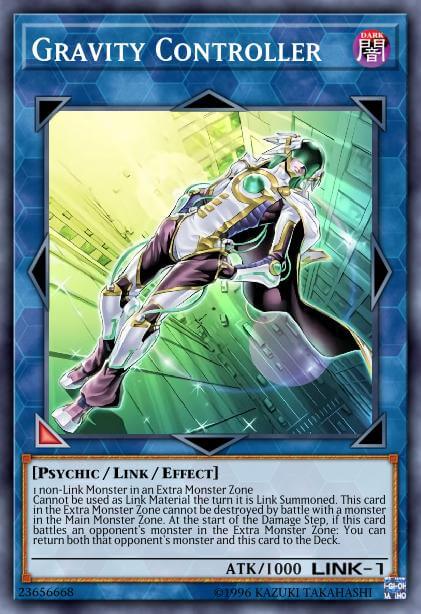 GRAVITY CONTROLLER
DARK
闇
[PSYCHIC / LINK / EFFECT]
1 non-Link Monster in an Extra Monster Zone
Cannot be used as Link Material the turn it is Link Summoned. This card
in the Extra Monster Zone cannot be destroyed by battle with a monster
in the Main Monster Zone. At the start of the Damage Step, if this card
battles an opponent's monster in the Extra Monster Zone: You can
return both that opponent's monster and this card to the Deck.
ATK/1000 LINK-1
23656668 ©1996 KAZUKI TAKAHASHI